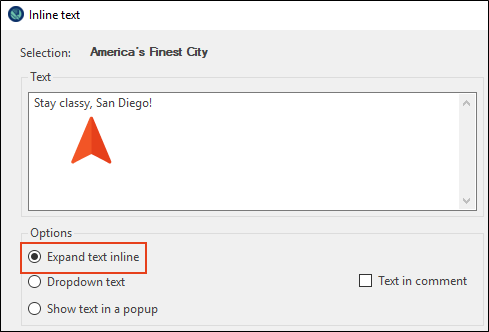 Inline text
Selection: America's Finest City
Text
Stay classy, San Diego!
Options
Expand text inline
Dropdown text
Text in comment
Show text in a popup